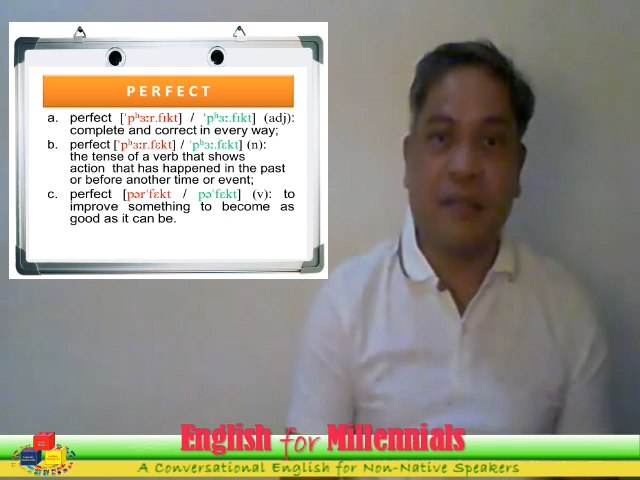 PERFECT
a. perfect [ˈpʰɜːr.fɪkt] / ˈpʰɜː.fɪkt] (adj):
complete and correct in every way;
b. perfect [ˈpʰɜːr.fɛkt] / ˈpʰɜː.fɛkt] (n):
the tense of a verb that shows
action that has happened in the past
or before another time or event;
c. perfect [pərˈfɛkt / pəˈfɛkt] (v): to
improve something to become as
good as it can be.
English for Millennials
A Conversational English for Non-Native Speakers